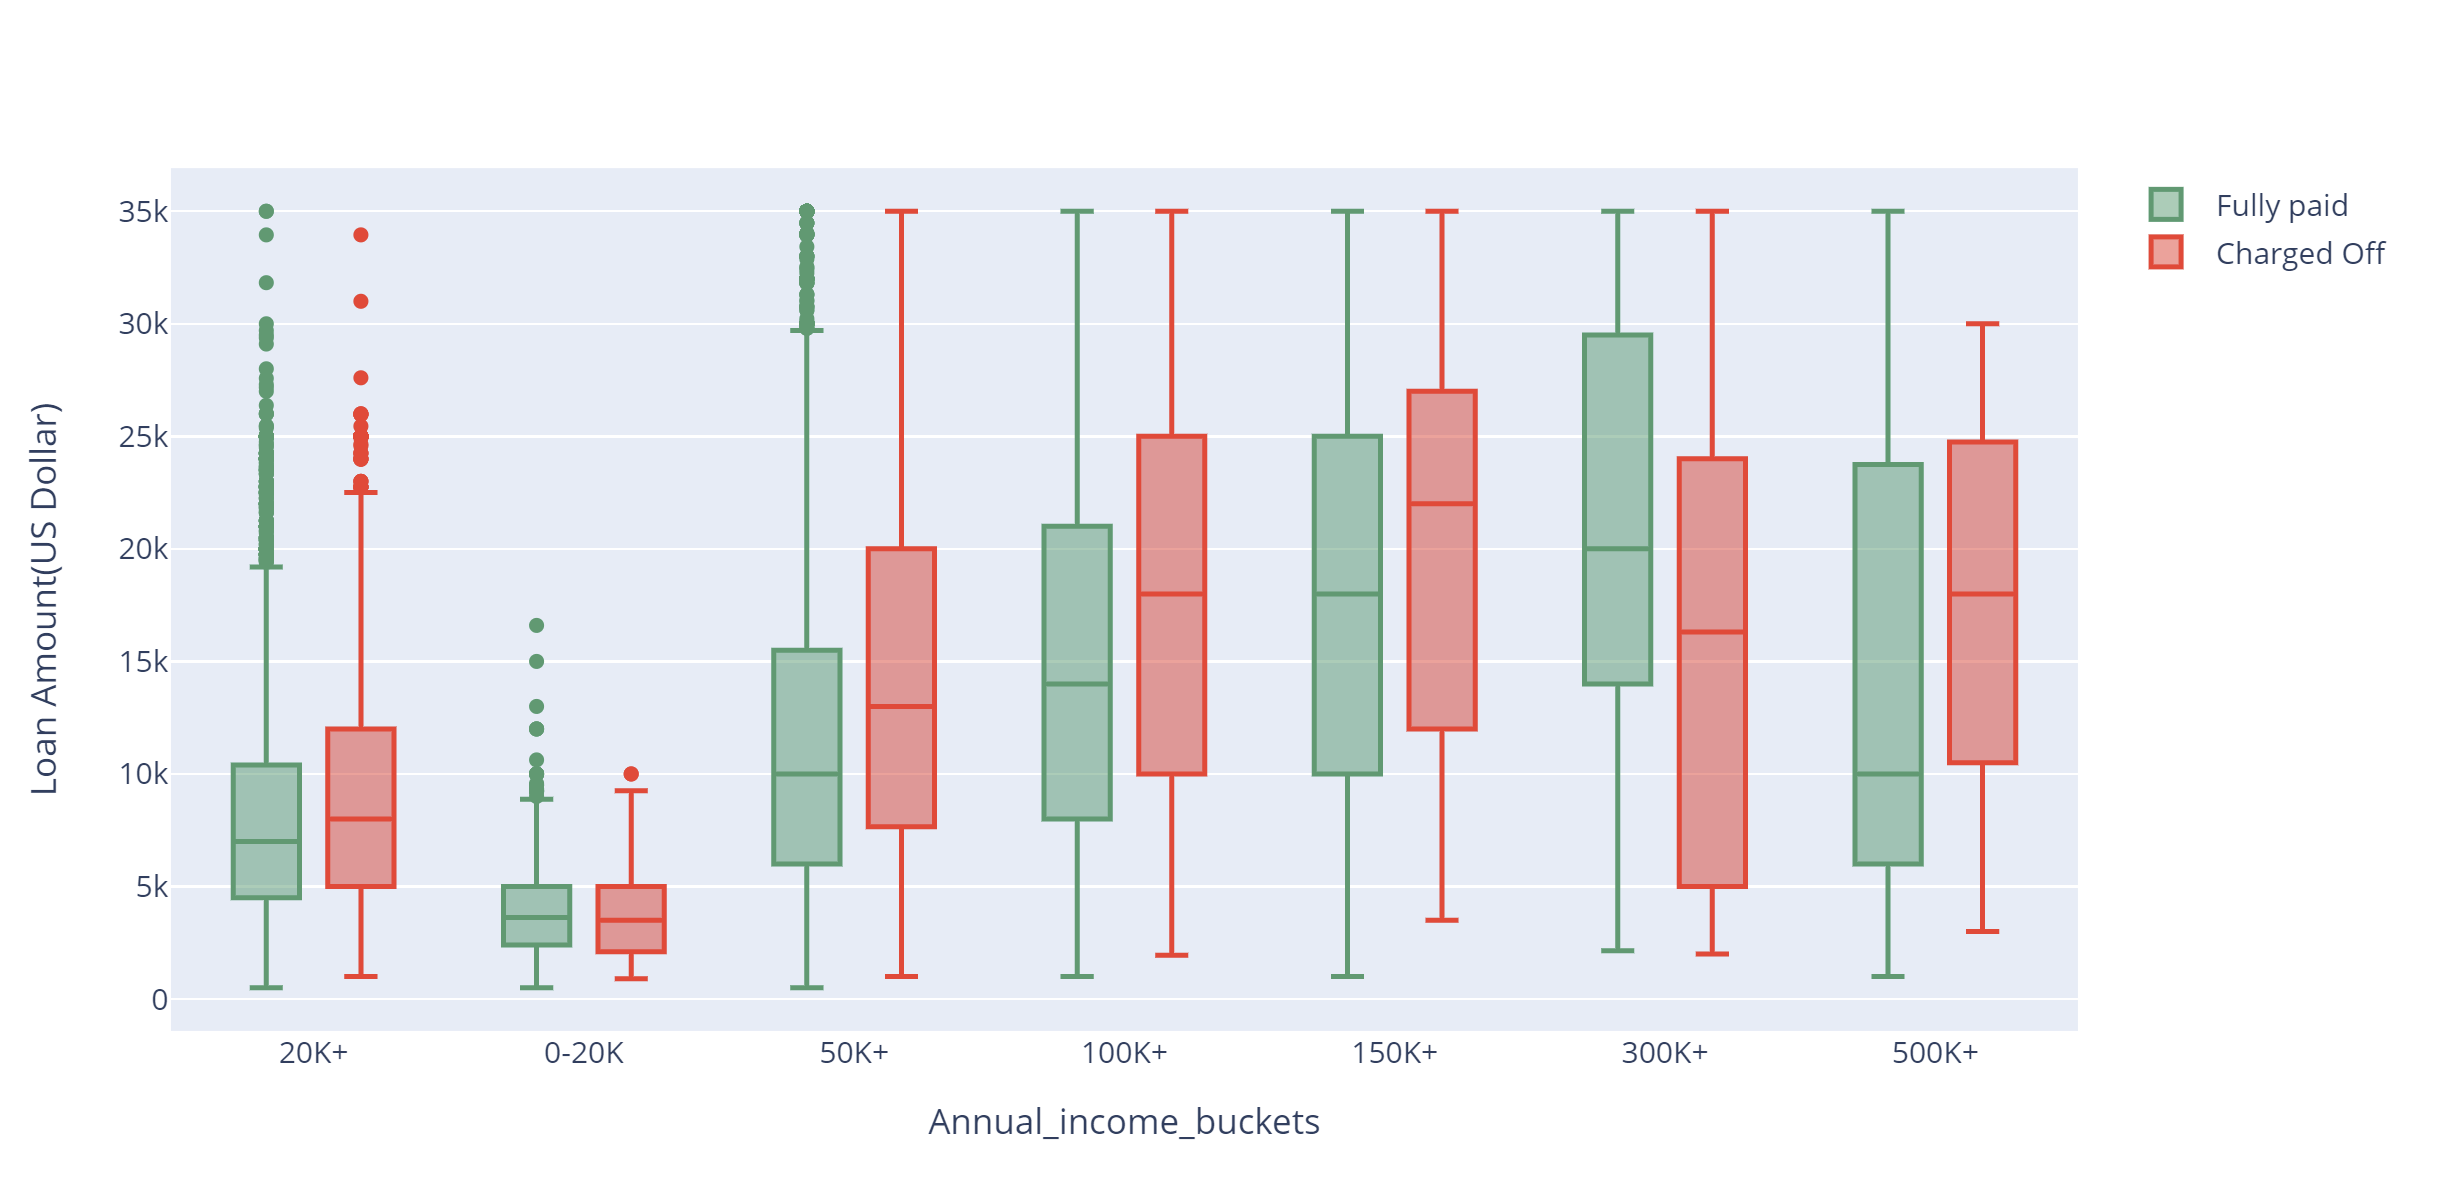 Fully paid
Charged Off
Loan Amount(US Dollar)
35k
30k
25k
20k
15k
10k
5k
0
20K+ 0-20K 50K+ 100K+ 150K+ 300K+ 500K+
Annual_income_buckets